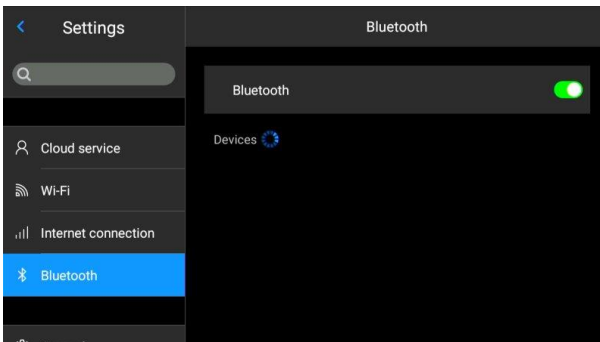 Settings
Bluetooth
Bluetooth
Devices
Cloud service
Wi-Fi
Internet connection
Bluetooth